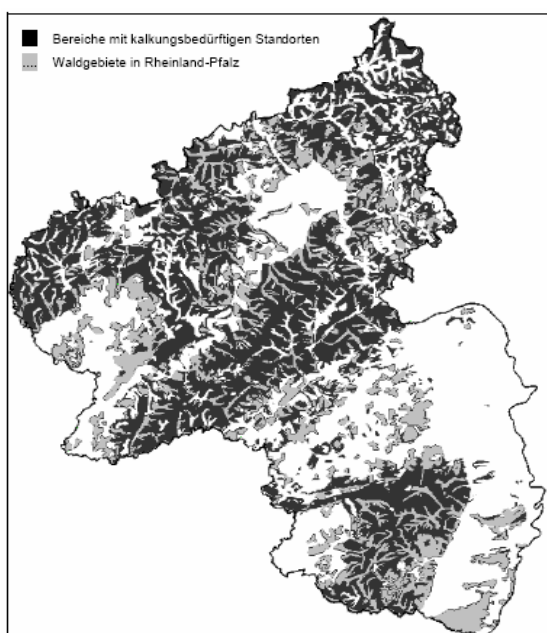 Bereiche mit kalkungsbedürftigen Standorten
Waldgebiete in Rheinland-Pfalz